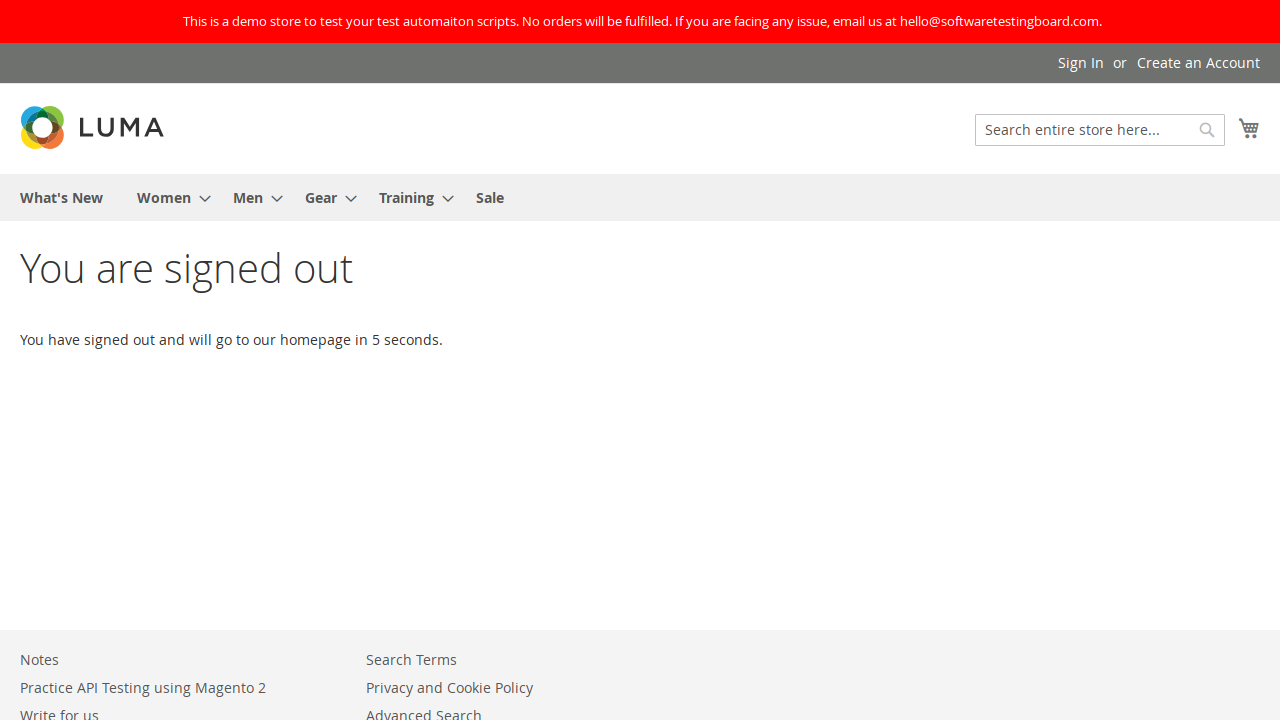 This is a demo store to test your test automaiton scripts. No orders will be fulfilled. If you are facing any issue, email us at hello@softwaretestingboard.com.
Sign In or Create an Account
LUMA
Search entire store here...
What's New Women Men Gear Training Sale
You are signed out
You have signed out and will go to our homepage in 5 seconds.
Notes
Practice API Testing using Magento 2
Write for us
Search Terms
Privacy and Cookie Policy
Advanced Search